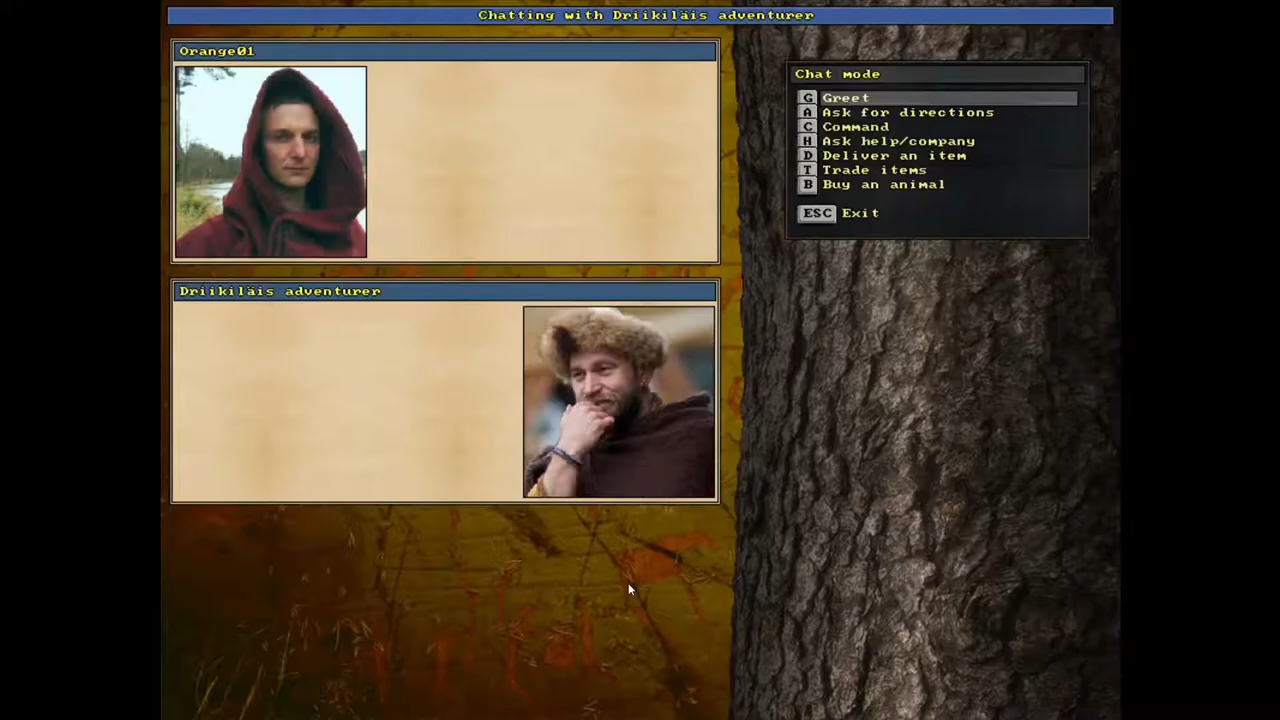 Chatting with Driikiläis adventurer
Orange01
Driikiläis adventurer
Chat mode
G Greet
A Ask for directions
C Command
H Ask help/company
D Deliver an item
T Trade items
B Buy an animal
ESC Exit